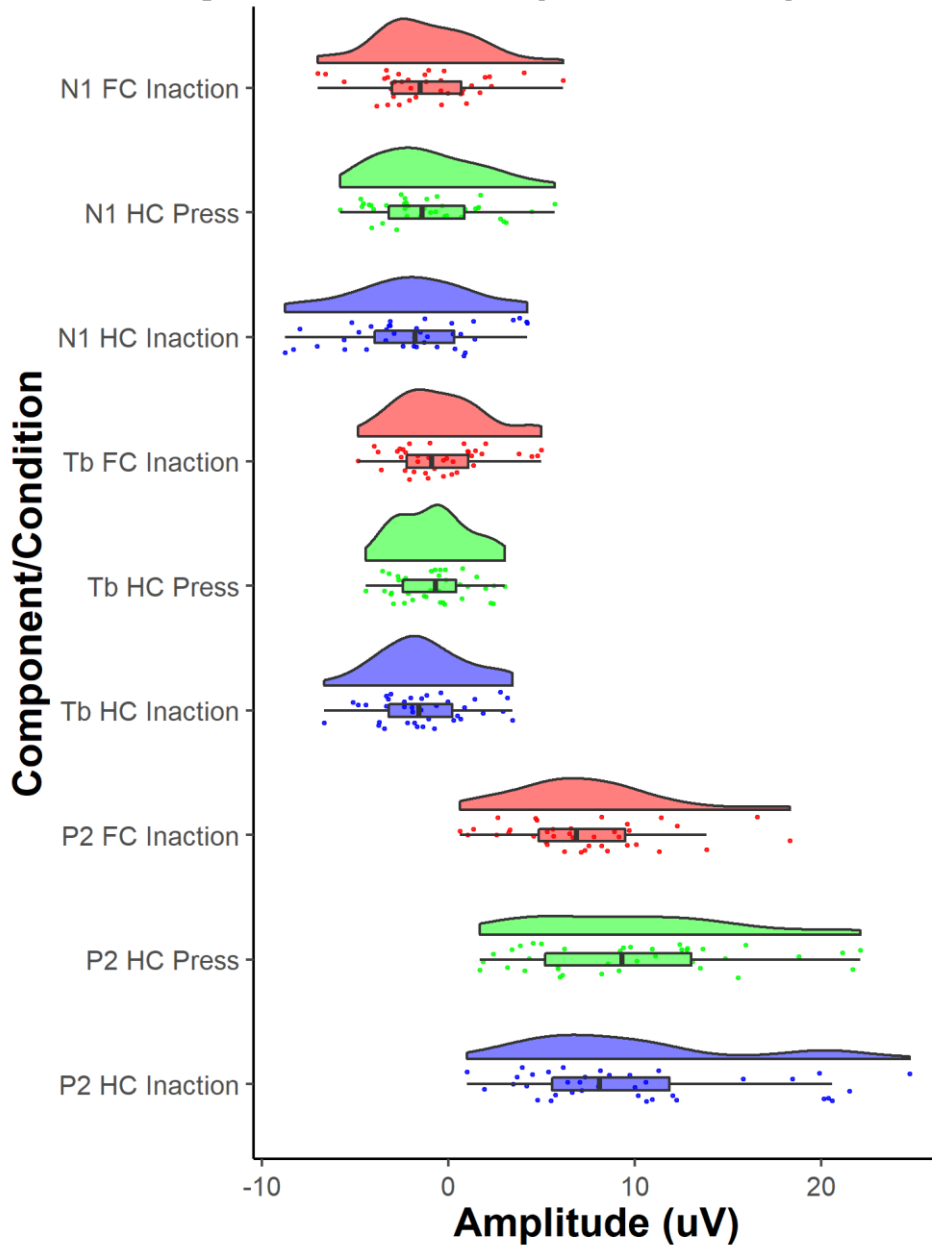 N1 FC Inaction
N1 HC Press
N1 HC Inaction
Tb FC Inaction
Tb HC Press
Tb HC Inaction
P2 FC Inaction
P2 HC Press
P2 HC Inaction
Component/Condition
-10 0 10 20
Amplitude (uV)